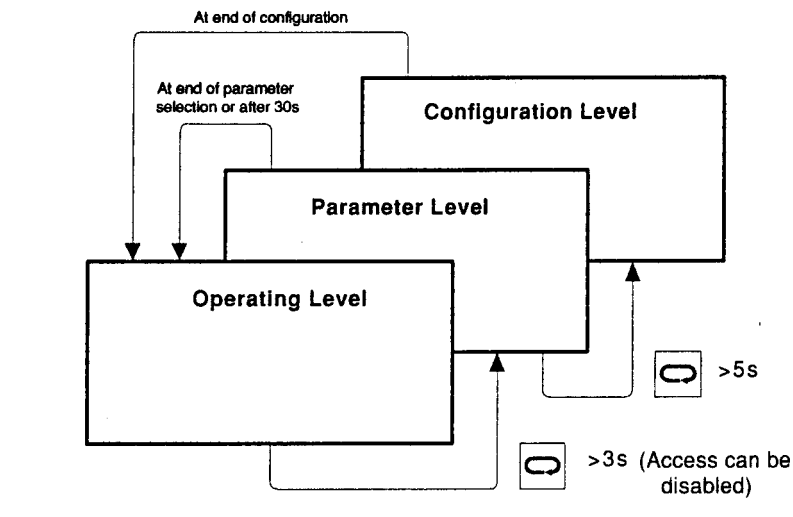 At end of configuration
At end of parameter
selection or after 30s
Configuration Level
Parameter Level
Operating Level
>5s
>3s (Access can be
disabled)